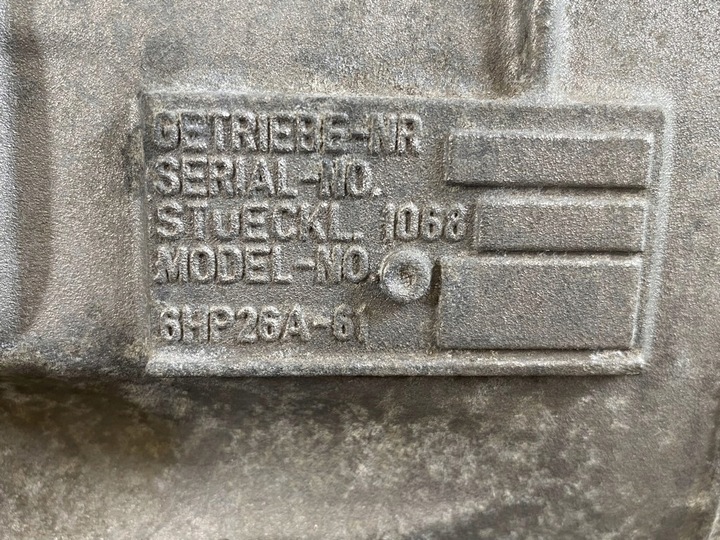 GETRIEBE-NR
SERIAL-NO.
STUECKL. 1068
MODEL-NO.
6HP26A-61